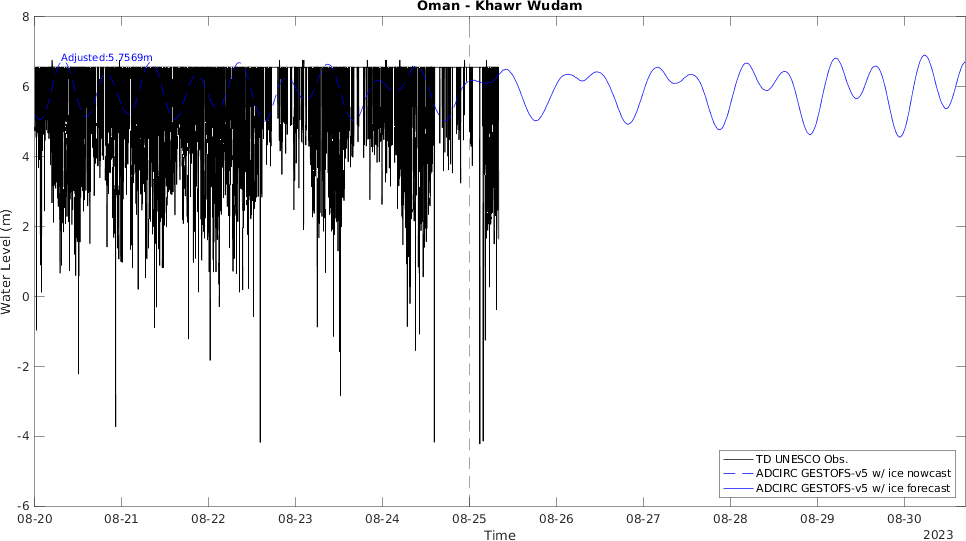 Oman - Khawr Wudam
Adjusted:5.7569m
8
6
4
2
0
-2
-4
-6
Water Level (m)
TD UNESCO Obs.
ADCIRC GESTOFS-v5 w/ ice nowcast
ADCIRC GESTOFS-v5 w/ ice forecast
08-20 08-21 08-22 08-23 08-24 08-25 08-26 08-27 08-28 08-29 08-30
Time
2023